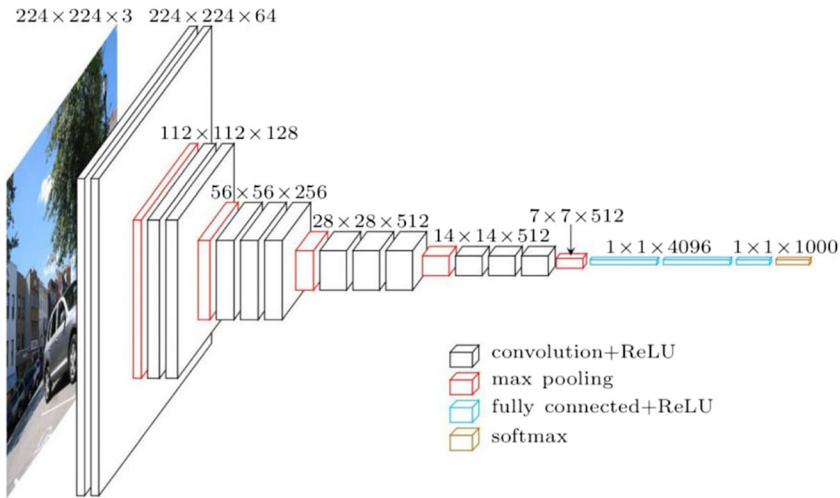 224×224×3
224×224×64
112×112×128
56×56×256
28×28×512
14×14×512
7×7×512
1×1×4096
1×1×1000
convolution+ReLU
max pooling
fully connected+ReLU
softmax